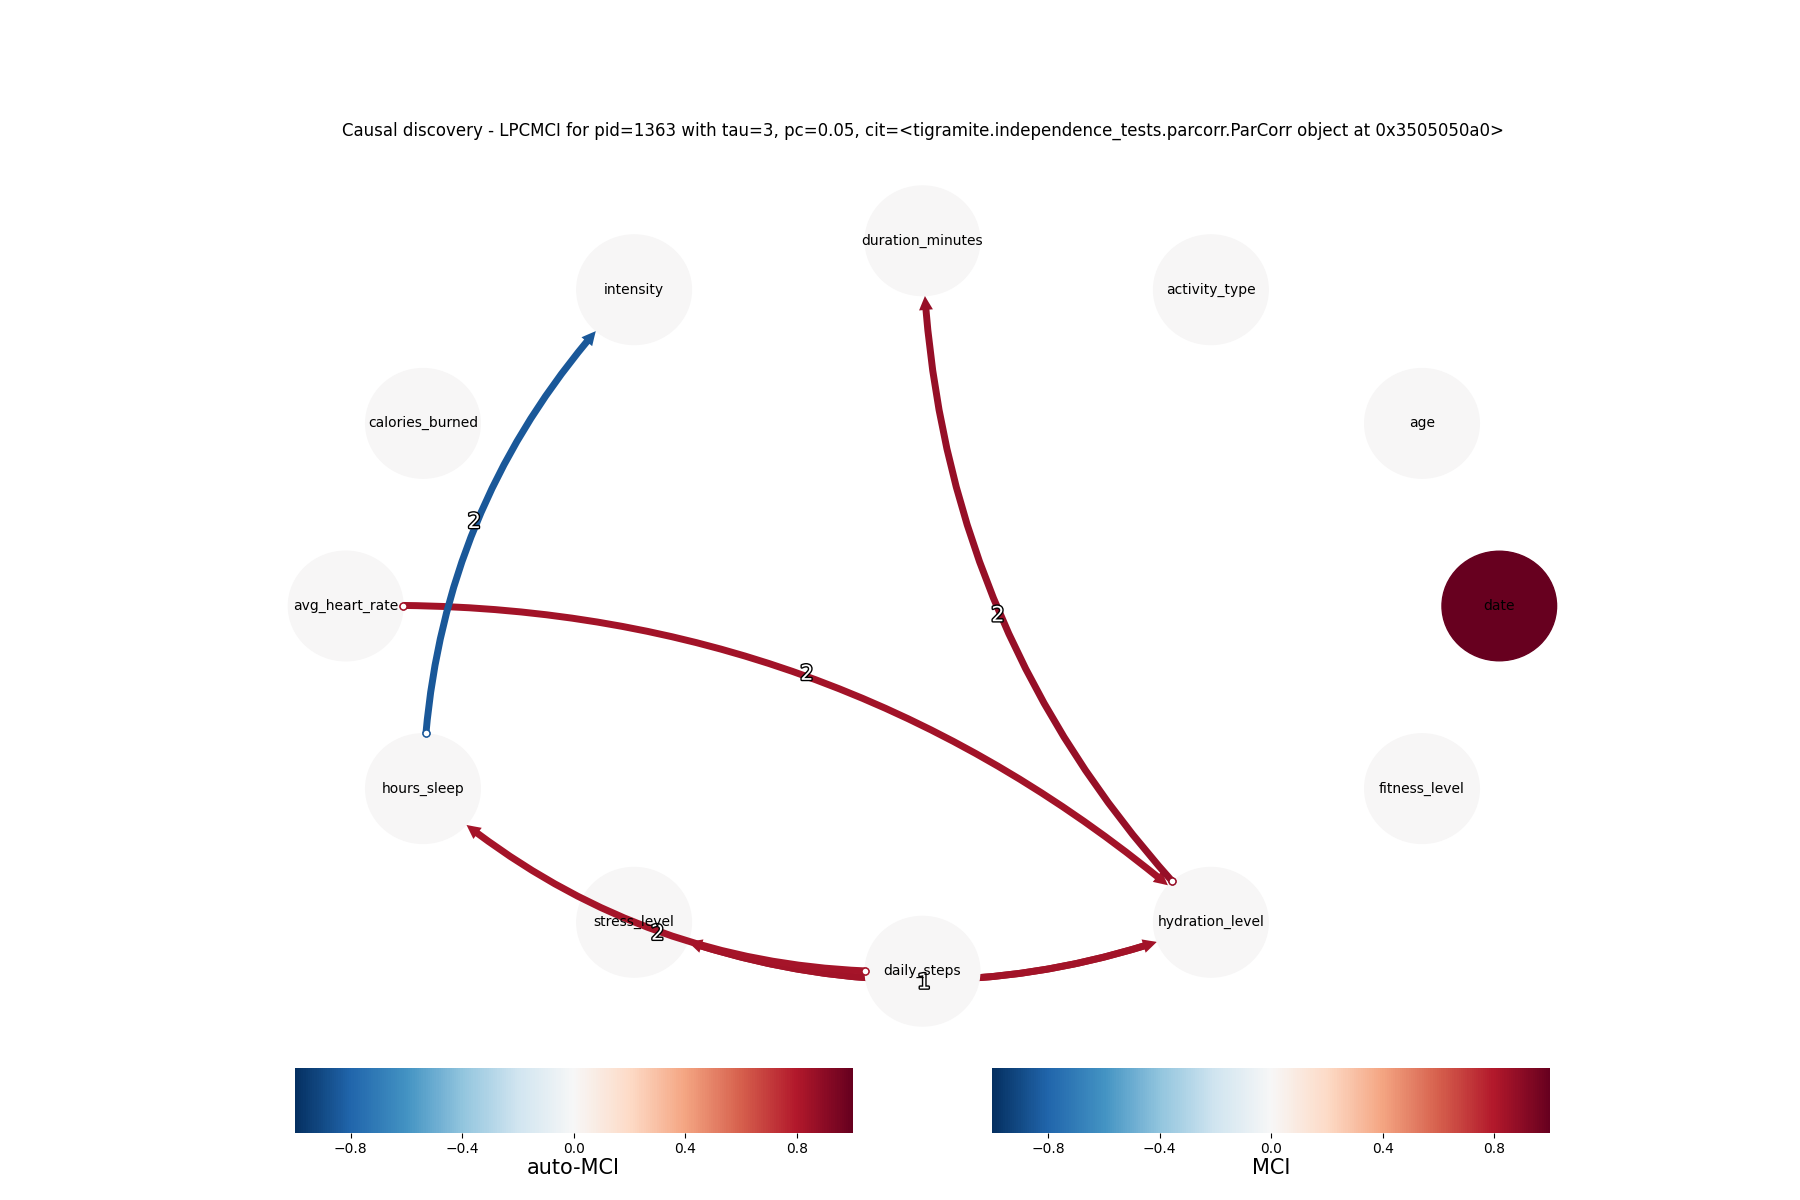 Causal discovery - LPCMCI for pid=1363 with tau=3, pc=0.05, cit=<tigramite.independence_tests.parcorr.ParCorr object at 0x3505050a0>
duration_minutes
intensity
activity_type
calories_burned
age
2
avg_heart_rate
date
2
2
hours_sleep
fitness_level
stress_level
hydration_level
2
daily_steps
1
−0.8 −0.4 0.0 0.4 0.8
auto-MCI
−0.8 −0.4 0.0 0.4 0.8
MCI